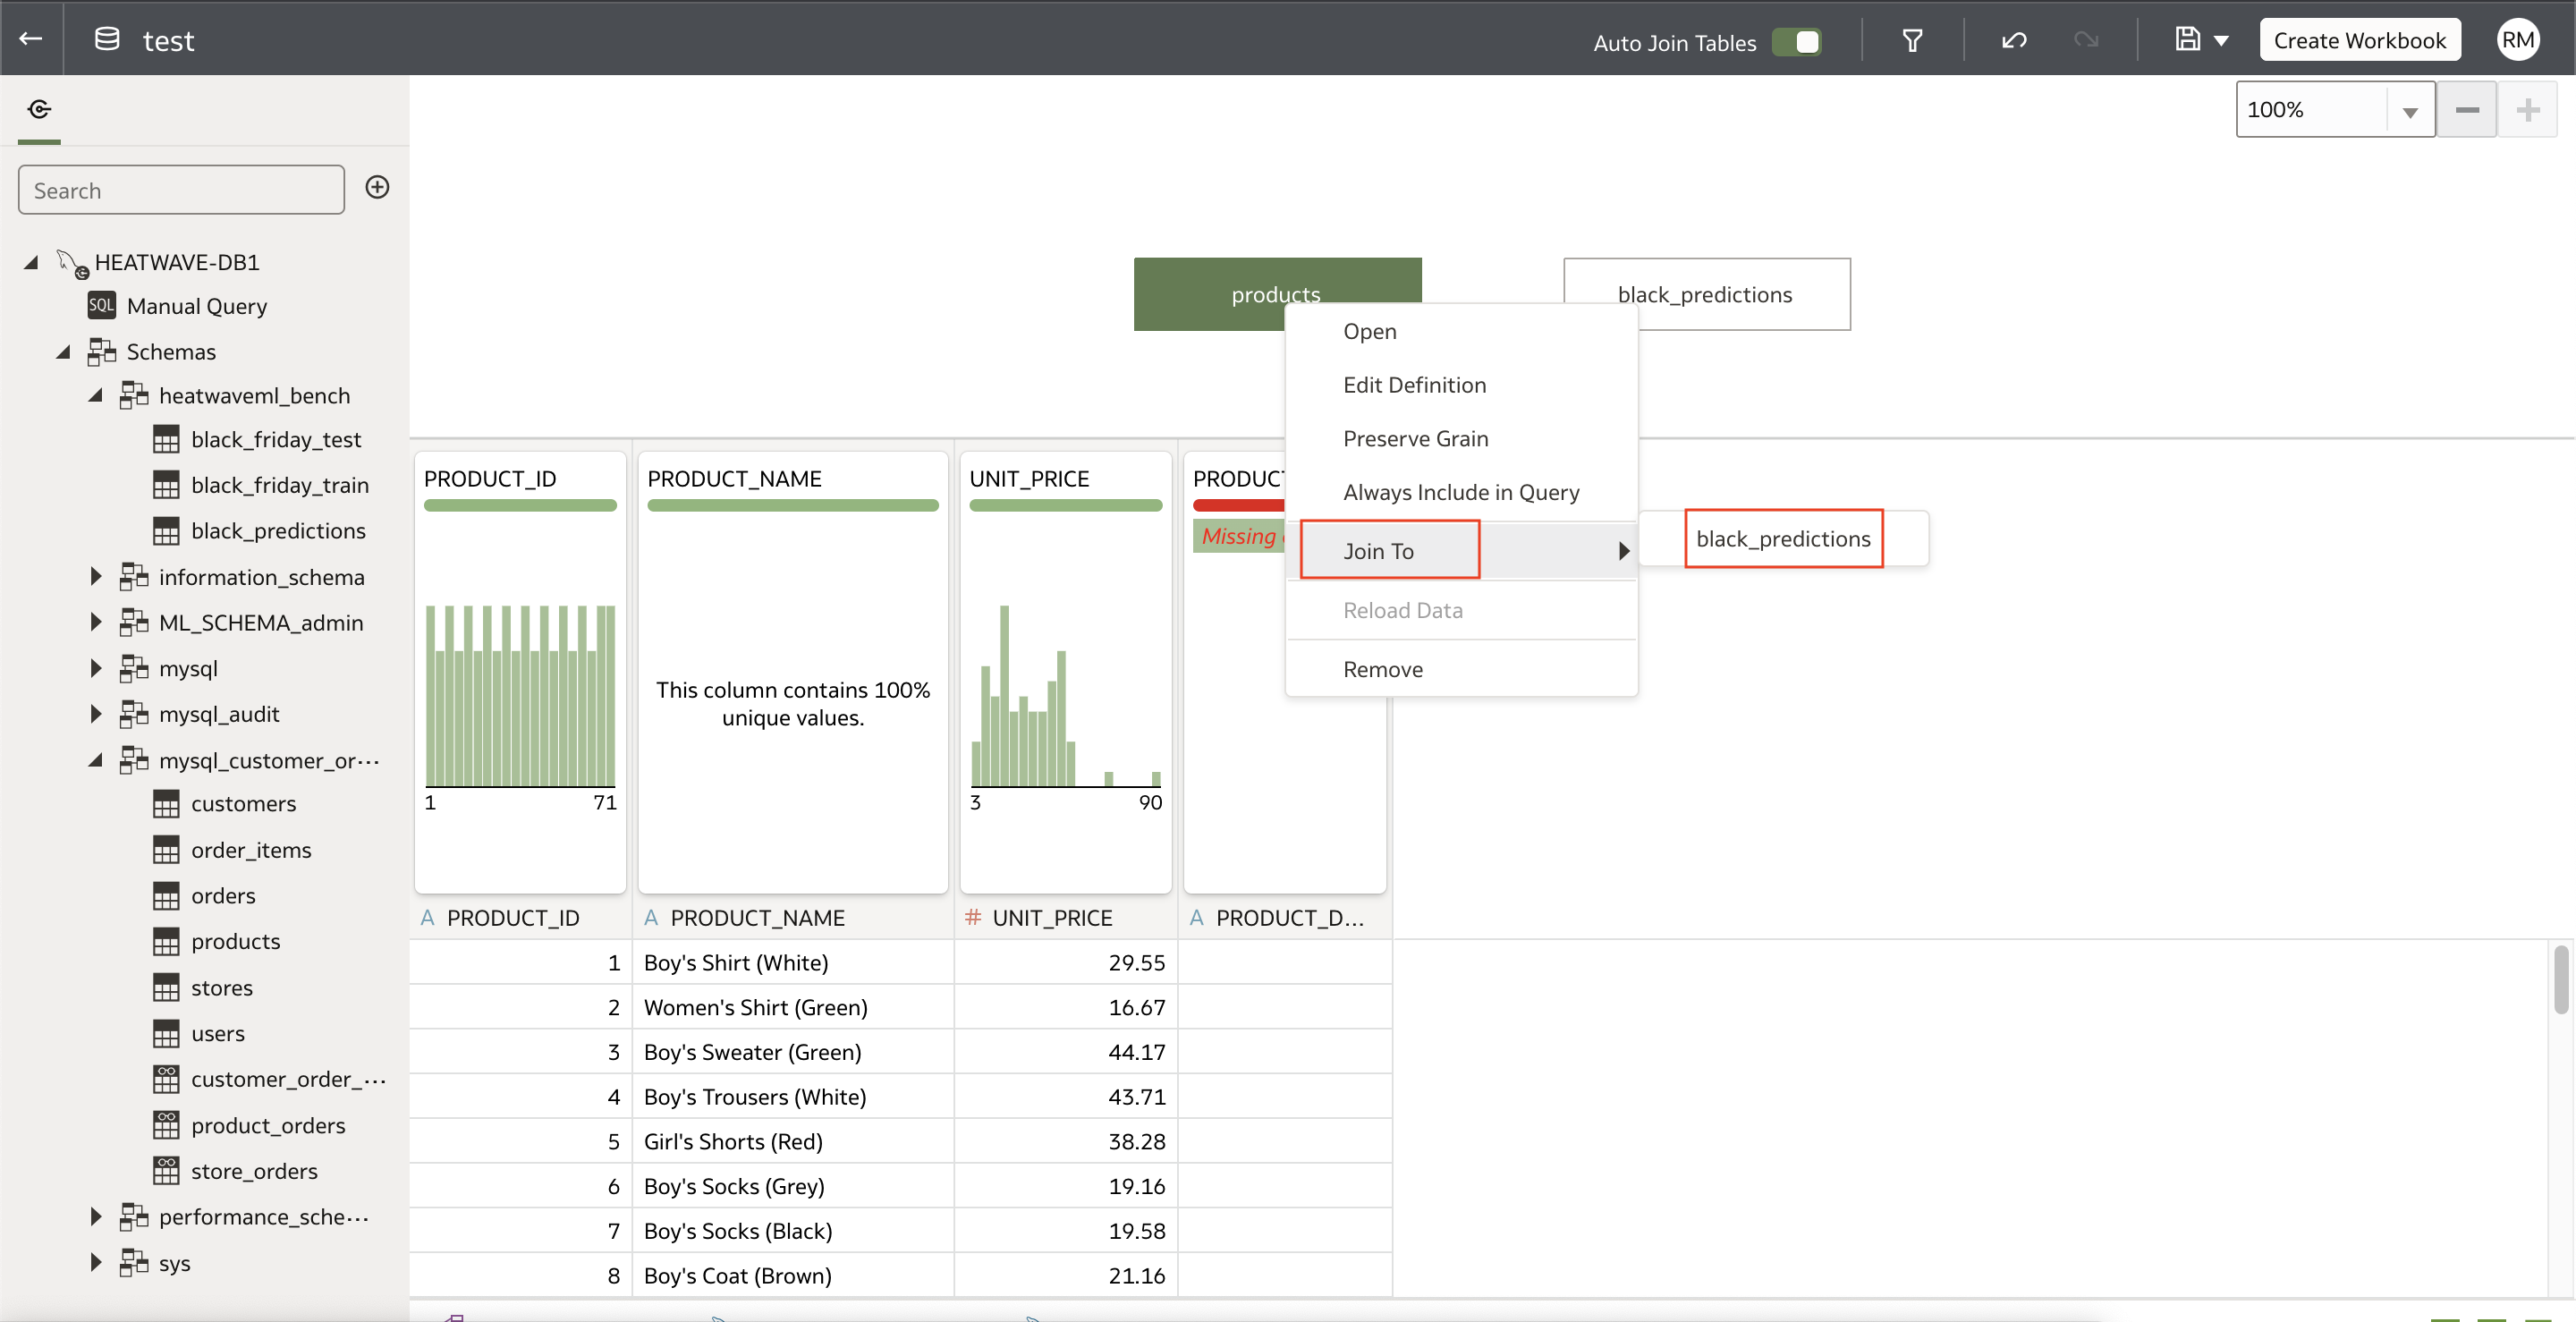 test
Auto Join Tables
Create Workbook
RM
100%
Search
HEATWAVE-DB1
SQL Manual Query
Schemas
heatwaveml_bench
black_friday_test
black_friday_train
black_predictions
information_schema
ML_SCHEMA_admin
mysql
mysql_audit
mysql_customer_or...
customers
order_items
orders
products
stores
users
customer_order_...
product_orders
store_orders
performance_sche...
sys
products
black_predictions
Open
Edit Definition
Preserve Grain
Always Include in Query
Join To
black_predictions
Reload Data
Remove
PRODUCT_ID
1 71
PRODUCT_NAME
This column contains 100%
unique values.
UNIT_PRICE
3 90
PRODUC
Missing
A PRODUCT_ID A PRODUCT_NAME # UNIT_PRICE A PRODUCT_D...
1 Boy's Shirt (White) 29.55
2 Women's Shirt (Green) 16.67
3 Boy's Sweater (Green) 44.17
4 Boy's Trousers (White) 43.71
5 Girl's Shorts (Red) 38.28
6 Boy's Socks (Grey) 19.16
7 Boy's Socks (Black) 19.58
8 Boy's Coat (Brown) 21.16